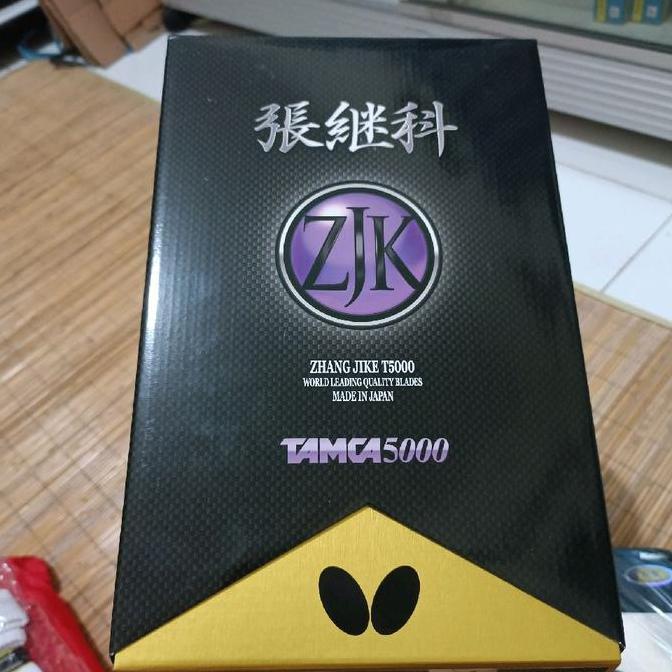 張継科
ZJK
ZHANG JIKE T5000
WORLD LEADING QUALITY BLADES
MADE IN JAPAN
TAMCA5000